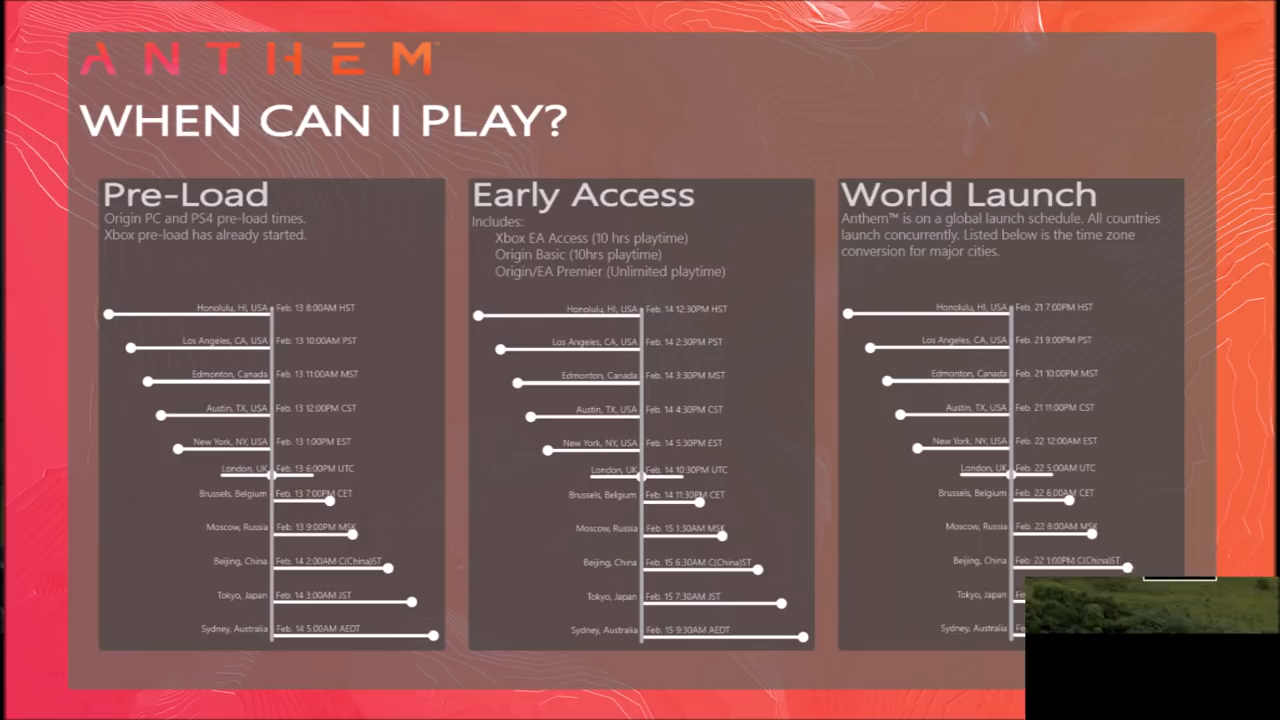 ANTHEM™
WHEN CAN I PLAY?
Pre-Load
Origin PC and PS4 pre-load times.
Xbox pre-load has already started.
Honolulu, HI, USA Feb. 13 8:00AM HST
Los Angeles, CA, USA Feb. 13 10:00AM PST
Edmonton, Canada Feb. 13 11:00AM MST
Austin, TX, USA Feb. 13 12:00PM CST
New York, NY, USA Feb. 13 1:00PM EST
London, UK Feb. 13 6:00PM UTC
Brussels, Belgium Feb. 13 7:00PM CET
Moscow, Russia Feb. 13 9:00PM MSK
Beijing, China Feb. 14 2:00AM C(China)ST
Tokyo, Japan Feb. 14 3:00AM JST
Sydney, Australia Feb. 14 5:00AM AEDT
Early Access
Includes:
Xbox EA Access (10 hrs playtime)
Origin Basic (10hrs playtime)
Origin/EA Premier (Unlimited playtime)
Honolulu, HI, USA Feb. 14 12:30PM HST
Los Angeles, CA, USA Feb. 14 2:30PM PST
Edmonton, Canada Feb. 14 3:30PM MST
Austin, TX, USA Feb. 14 4:30PM CST
New York, NY, USA Feb. 14 5:30PM EST
London, UK Feb. 14 10:30PM UTC
Brussels, Belgium Feb. 14 11:30PM CET
Moscow, Russia Feb. 15 1:30AM MSK
Beijing, China Feb. 15 6:30AM C(China)ST
Tokyo, Japan Feb. 15 7:30AM JST
Sydney, Australia Feb. 15 9:30AM AEDT
World Launch
Anthem™ is on a global launch schedule. All countries
launch concurrently. Listed below is the time zone
conversion for major cities.
Honolulu, HI, USA Feb. 21 7:00PM HST
Los Angeles, CA, USA Feb. 21 9:00PM PST
Edmonton, Canada Feb. 21 10:00PM MST
Austin, TX, USA Feb. 21 11:00PM CST
New York, NY, USA Feb. 22 12:00AM EST
London, UK Feb. 22 5:00AM UTC
Brussels, Belgium Feb. 22 6:00AM CET
Moscow, Russia Feb. 22 8:00AM MSK
Beijing, China Feb. 22 1:00PM C(China)ST
Tokyo, Japan
Sydney, Australia